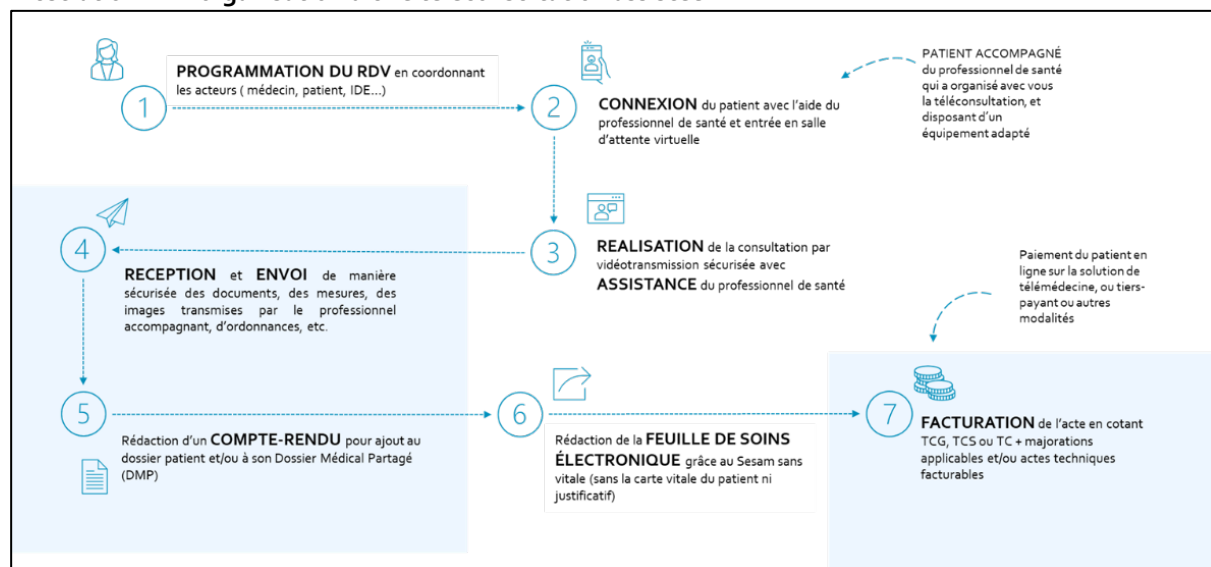 1
PROGRAMMATION DU RDV en coordonnant
les acteurs ( médecin, patient, IDE...)
2
CONNEXION du patient avec l'aide du
professionnel de santé et entrée en salle
d'attente virtuelle
PATIENT ACCOMPAGNÉ
du professionnel de santé
qui a organisé avec vous
la téléconsultation, et
disposant d'un
équipement adapté
3
REALISATION de la consultation par
vidéotransmission sécurisée avec
ASSISTANCE du professionnel de santé
4
RECEPTION et ENVOI de manière
sécurisée des documents, des mesures, des
images transmises par le professionnel
accompagnant, d'ordonnances, etc.
5
Rédaction d'un COMPTE-RENDU pour ajout au
dossier patient et/ou à son Dossier Médical Partagé
(DMP)
6
Rédaction de la FEUILLE DE SOINS
ÉLECTRONIQUE grâce au Sesam sans
vitale (sans la carte vitale du patient ni
justificatif)
Paiement du patient en
ligne sur la solution de
télémédecine, ou tiers-
payant ou autres
modalités
7
FACTURATION de l'acte en cotant
TCG, TCS ou TC + majorations
applicables et/ou actes techniques
facturables